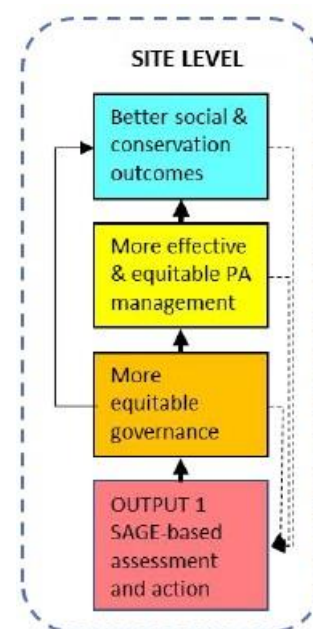 SITE LEVEL
Better social &
conservation
outcomes
More effective
& equitable PA
management
More
equitable
governance
OUTPUT 1
SAGE-based
assessment
and action